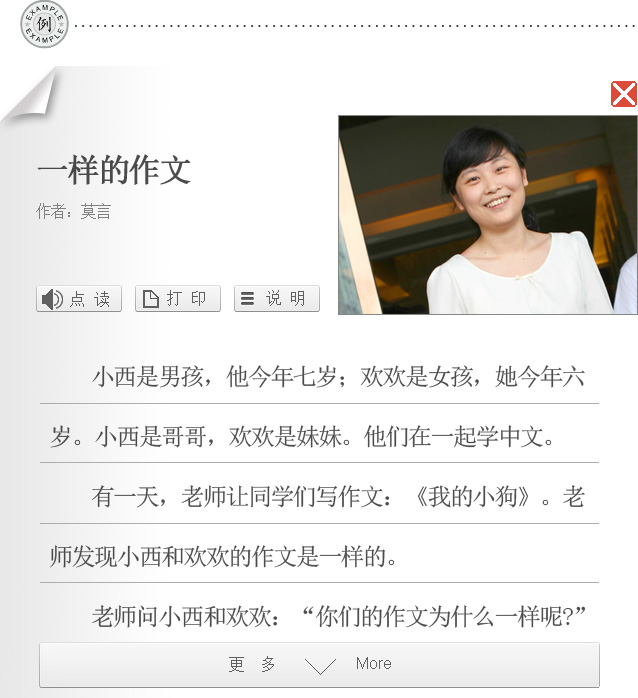 EXAMPLE
例
EXAMPLE
一样的作文
作者：莫言
点 读
打 印
说 明
小西是男孩，他今年七岁；欢欢是女孩，她今年六
岁。小西是哥哥，欢欢是妹妹。他们在一起学中文。
有一天，老师让同学们写作文：《我的小狗》。老
师发现小西和欢欢的作文是一样的。
老师问小西和欢欢：“你们的作文为什么一样呢?”
更 多 More